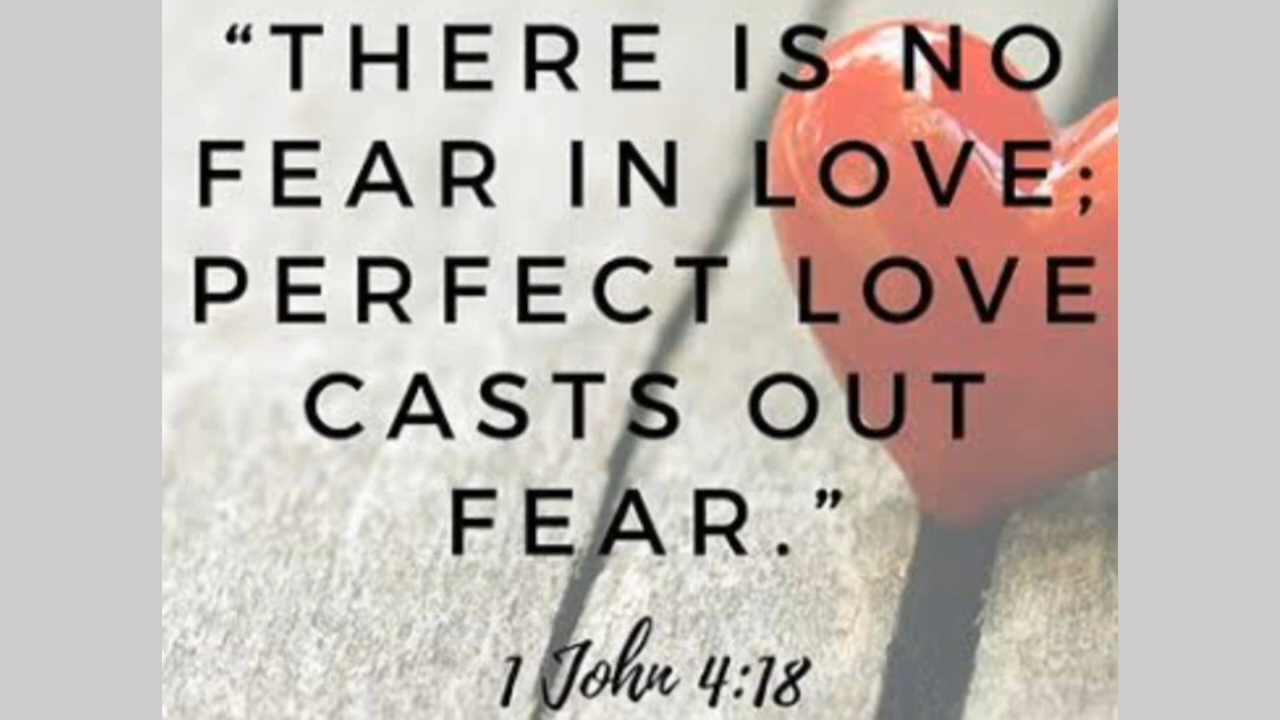 “THERE IS NO
FEAR IN LOVE;
PERFECT LOVE
CASTS OUT
FEAR.”
1 John 4:18